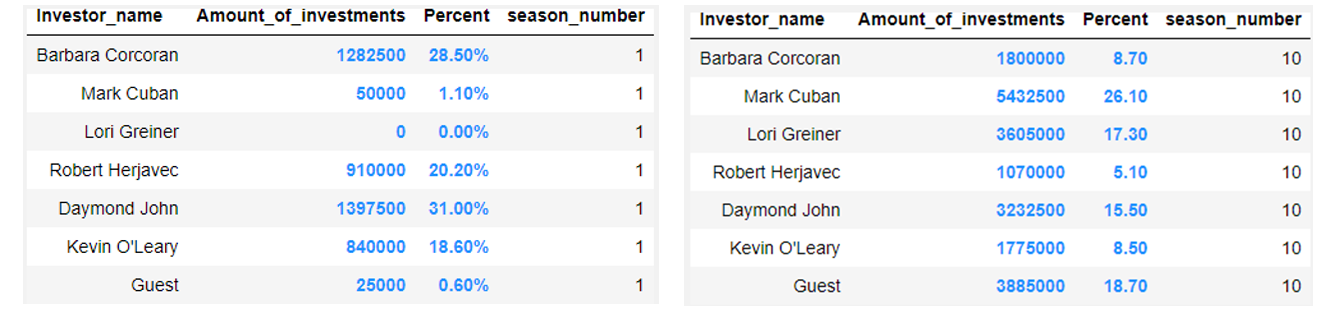 Investor_name Amount_of_investments Percent season_number
Barbara Corcoran 1282500 28.50% 1
Mark Cuban 50000 1.10% 1
Lori Greiner 0 0.00% 1
Robert Herjavec 910000 20.20% 1
Daymond John 1397500 31.00% 1
Kevin O'Leary 840000 18.60% 1
Guest 25000 0.60% 1
Investor_name Amount_of_investments Percent season_number
Barbara Corcoran 1800000 8.70 10
Mark Cuban 5432500 26.10 10
Lori Greiner 3605000 17.30 10
Robert Herjavec 1070000 5.10 10
Daymond John 3232500 15.50 10
Kevin O'Leary 1775000 8.50 10
Guest 3885000 18.70 10